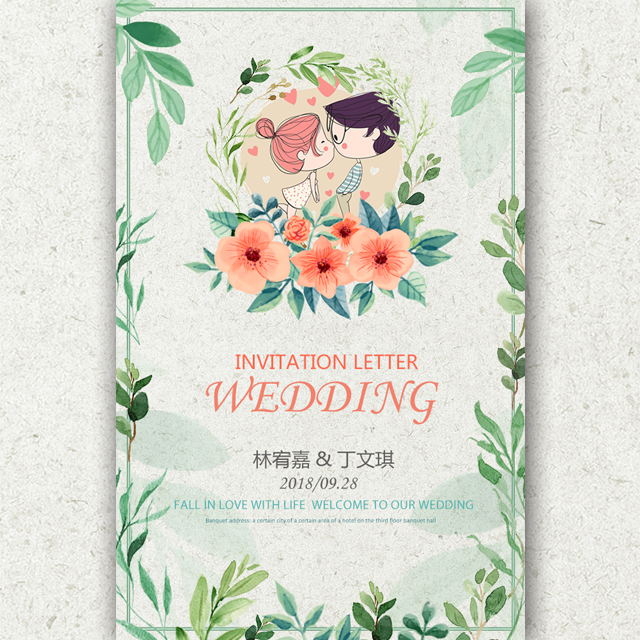 INVITATION LETTER
WEDDING
林宥嘉 & 丁文琪
2018/09.28
FALL IN LOVE WITH LIFE WELCOME TO OUR WEDDING
Banquet address: a certain city of a certain area of a hotel on the third floor banquet hall